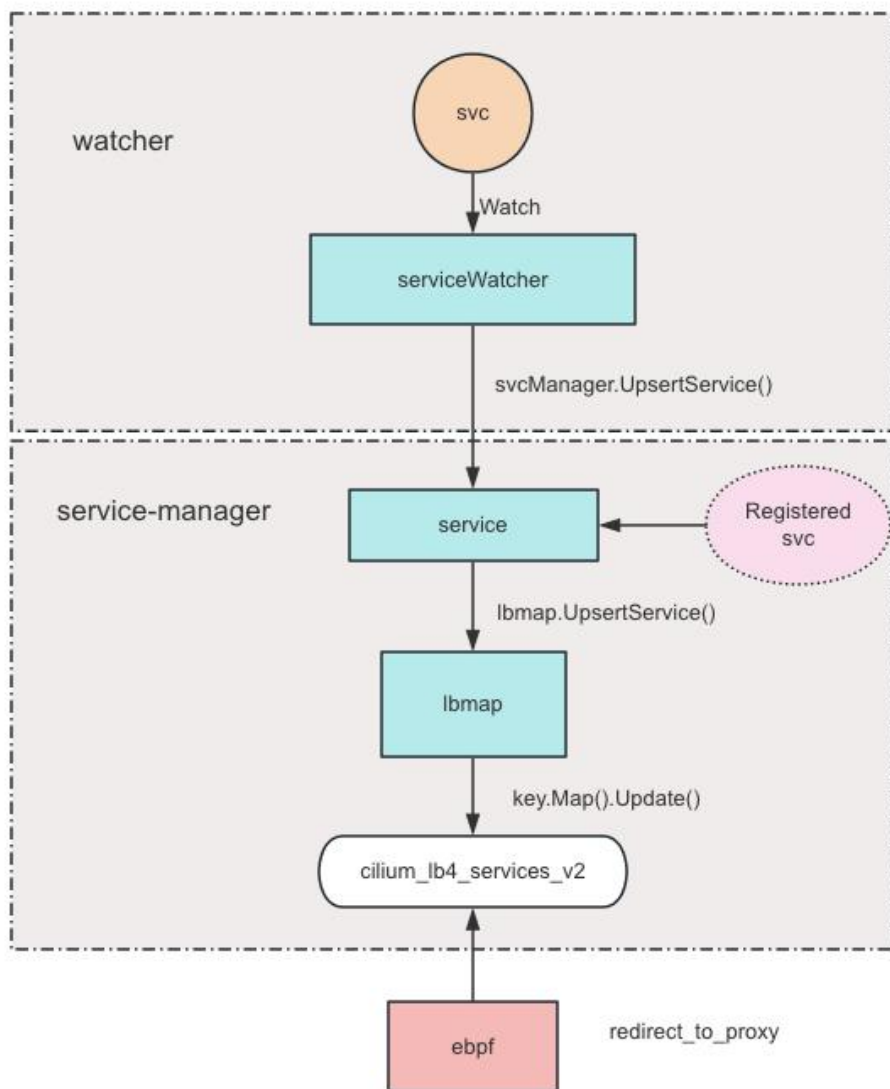 svc
watcher
Watch
serviceWatcher
svcManager.UpsertService()
service-manager
service
Registered
svc
lbmap.UpsertService()
lbmap
key.Map().Update()
cilium_lb4_services_v2
redirect_to_proxy
ebpf